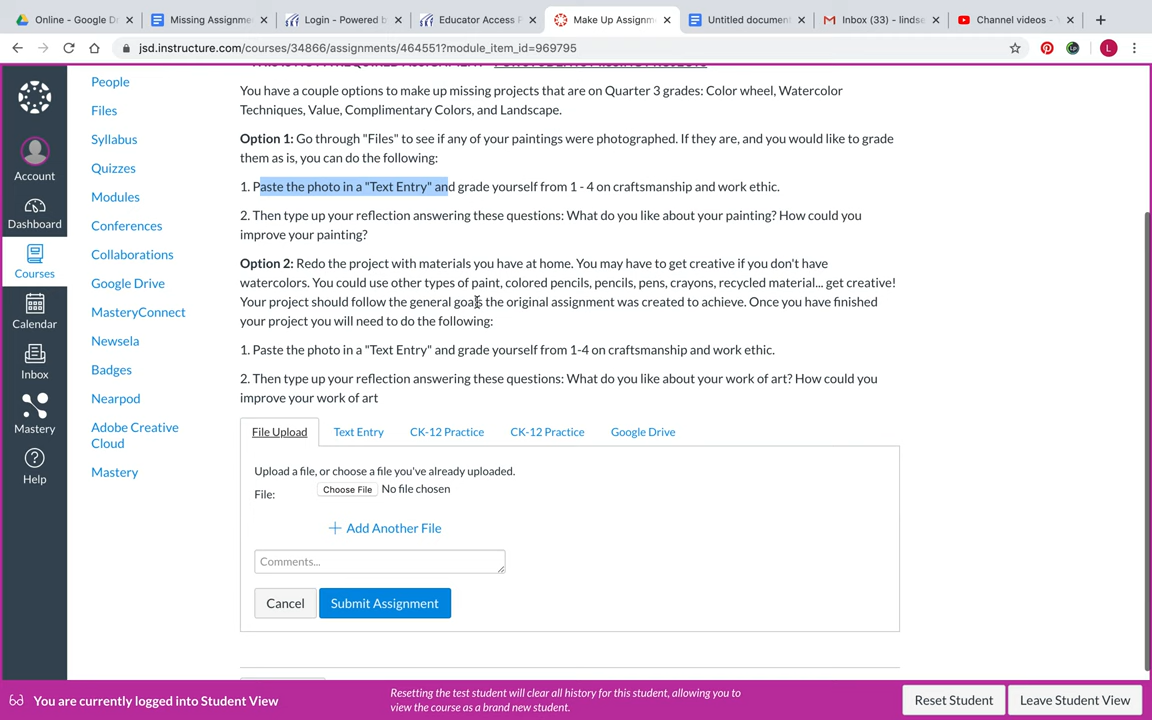 Online - Google D
Missing Assignme
Login - Powered b
Educator Access P
Make Up Assignm
Untitled document
Inbox (33) - lindse
Channel videos - Y
jsd.instructure.com/courses/34866/assignments/464551?module_item_id=969795
L
Account
Dashboard
Courses
Calendar
Inbox
Mastery
Help
People
Files
Syllabus
Quizzes
Modules
Conferences
Collaborations
Google Drive
MasteryConnect
Newsela
Badges
Nearpod
Adobe Creative
Cloud
Mastery
You have a couple options to make up missing projects that are on Quarter 3 grades: Color wheel, Watercolor
Techniques, Value, Complimentary Colors, and Landscape.
Option 1: Go through "Files" to see if any of your paintings were photographed. If they are, and you would like to grade
them as is, you can do the following:
1. Paste the photo in a "Text Entry" and grade yourself from 1 - 4 on craftsmanship and work ethic.
2. Then type up your reflection answering these questions: What do you like about your painting? How could you
improve your painting?
Option 2: Redo the project with materials you have at home. You may have to get creative if you don't have
watercolors. You could use other types of paint, colored pencils, pencils, pens, crayons, recycled material... get creative!
Your project should follow the general goals the original assignment was created to achieve. Once you have finished
your project you will need to do the following:
1. Paste the photo in a "Text Entry" and grade yourself from 1-4 on craftsmanship and work ethic.
2. Then type up your reflection answering these questions: What do you like about your work of art? How could you
improve your work of art
File Upload
Text Entry
CK-12 Practice
CK-12 Practice
Google Drive
Upload a file, or choose a file you've already uploaded.
File:
Choose File No file chosen
+ Add Another File
Comments...
Cancel
Submit Assignment
You are currently logged into Student View
Resetting the test student will clear all history for this student, allowing you to
view the course as a brand new student.
Reset Student
Leave Student View